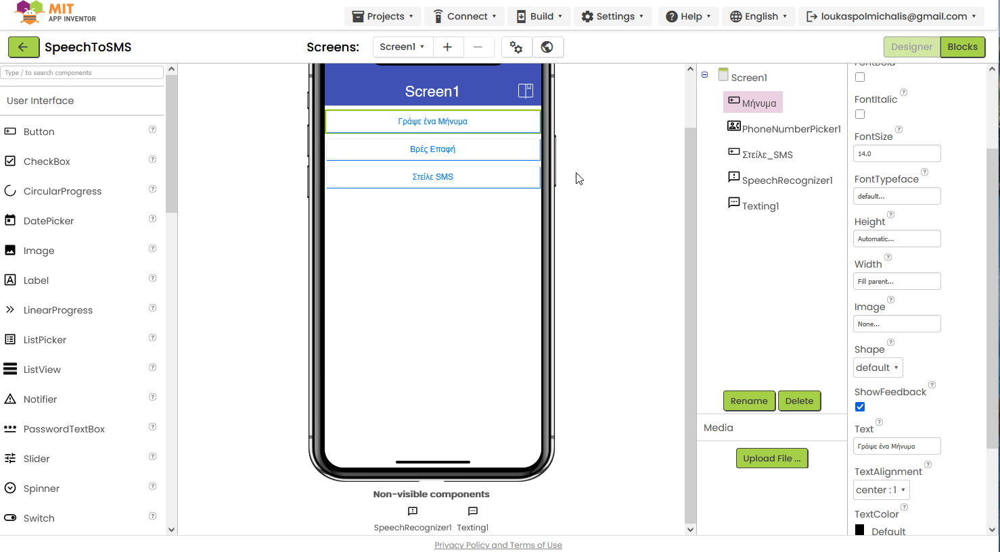 MIT
APP INVENTOR
Projects
Connect
Build
Settings
Help
English
loukaspolmichalis@gmail.com
SpeechToSMS
Screens:
Screen1
Designer
Blocks
Type / to search components
User Interface
Button
CheckBox
CircularProgress
DatePicker
Image
Label
LinearProgress
ListPicker
ListView
Notifier
PasswordTextBox
Slider
Spinner
Switch
Screen1
Γράψε ένα Μήνυμα
Βρές Επαφή
Στείλε SMS
Non-visible components
SpeechRecognizer1
Texting1
Screen1
Μήνυμα
PhoneNumberPicker1
Στείλε_SMS
SpeechRecognizer1
Texting1
Rename
Delete
Media
Upload File ...
FontBold
FontItalic
FontSize
14.0
FontTypeface
default...
Height
Automatic...
Width
Fill parent...
Image
None...
Shape
default
ShowFeedback
Text
Γράψε ένα Μήνυμα
TextAlignment
center : 1
TextColor
Default
Privacy Policy and Terms of Use